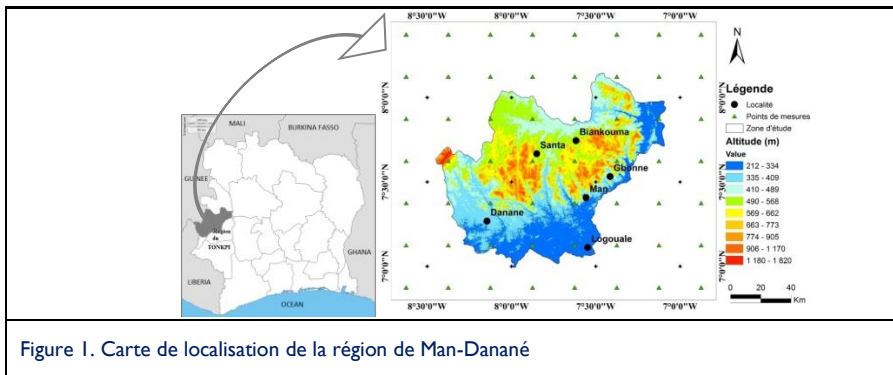 8°30'0"W 8°0'0"W 7°30'0"W 7°0'0"W
MALI
BURKINA FASSO
GUINEE
Région
du
TONKPI
GHANA
LIBERIA
OCEAN
8°0'0"N
7°30'0"N
7°0'0"N
Biankouma
Santa
Gbonne
Man
Danane
Logouale
8°0'0"N
7°30'0"N
7°0'0"N
8°30'0"W 8°0'0"W 7°30'0"W 7°0'0"W
N
Légende
Localité
Points de mesures
Zone d'étude
Altitude (m)
Value
212 - 334
335 - 409
410 - 489
490 - 568
569 - 662
663 - 773
774 - 905
906 - 1 170
1 180 - 1 820
0 20 40
Km
Figure 1. Carte de localisation de la région de Man-Danané